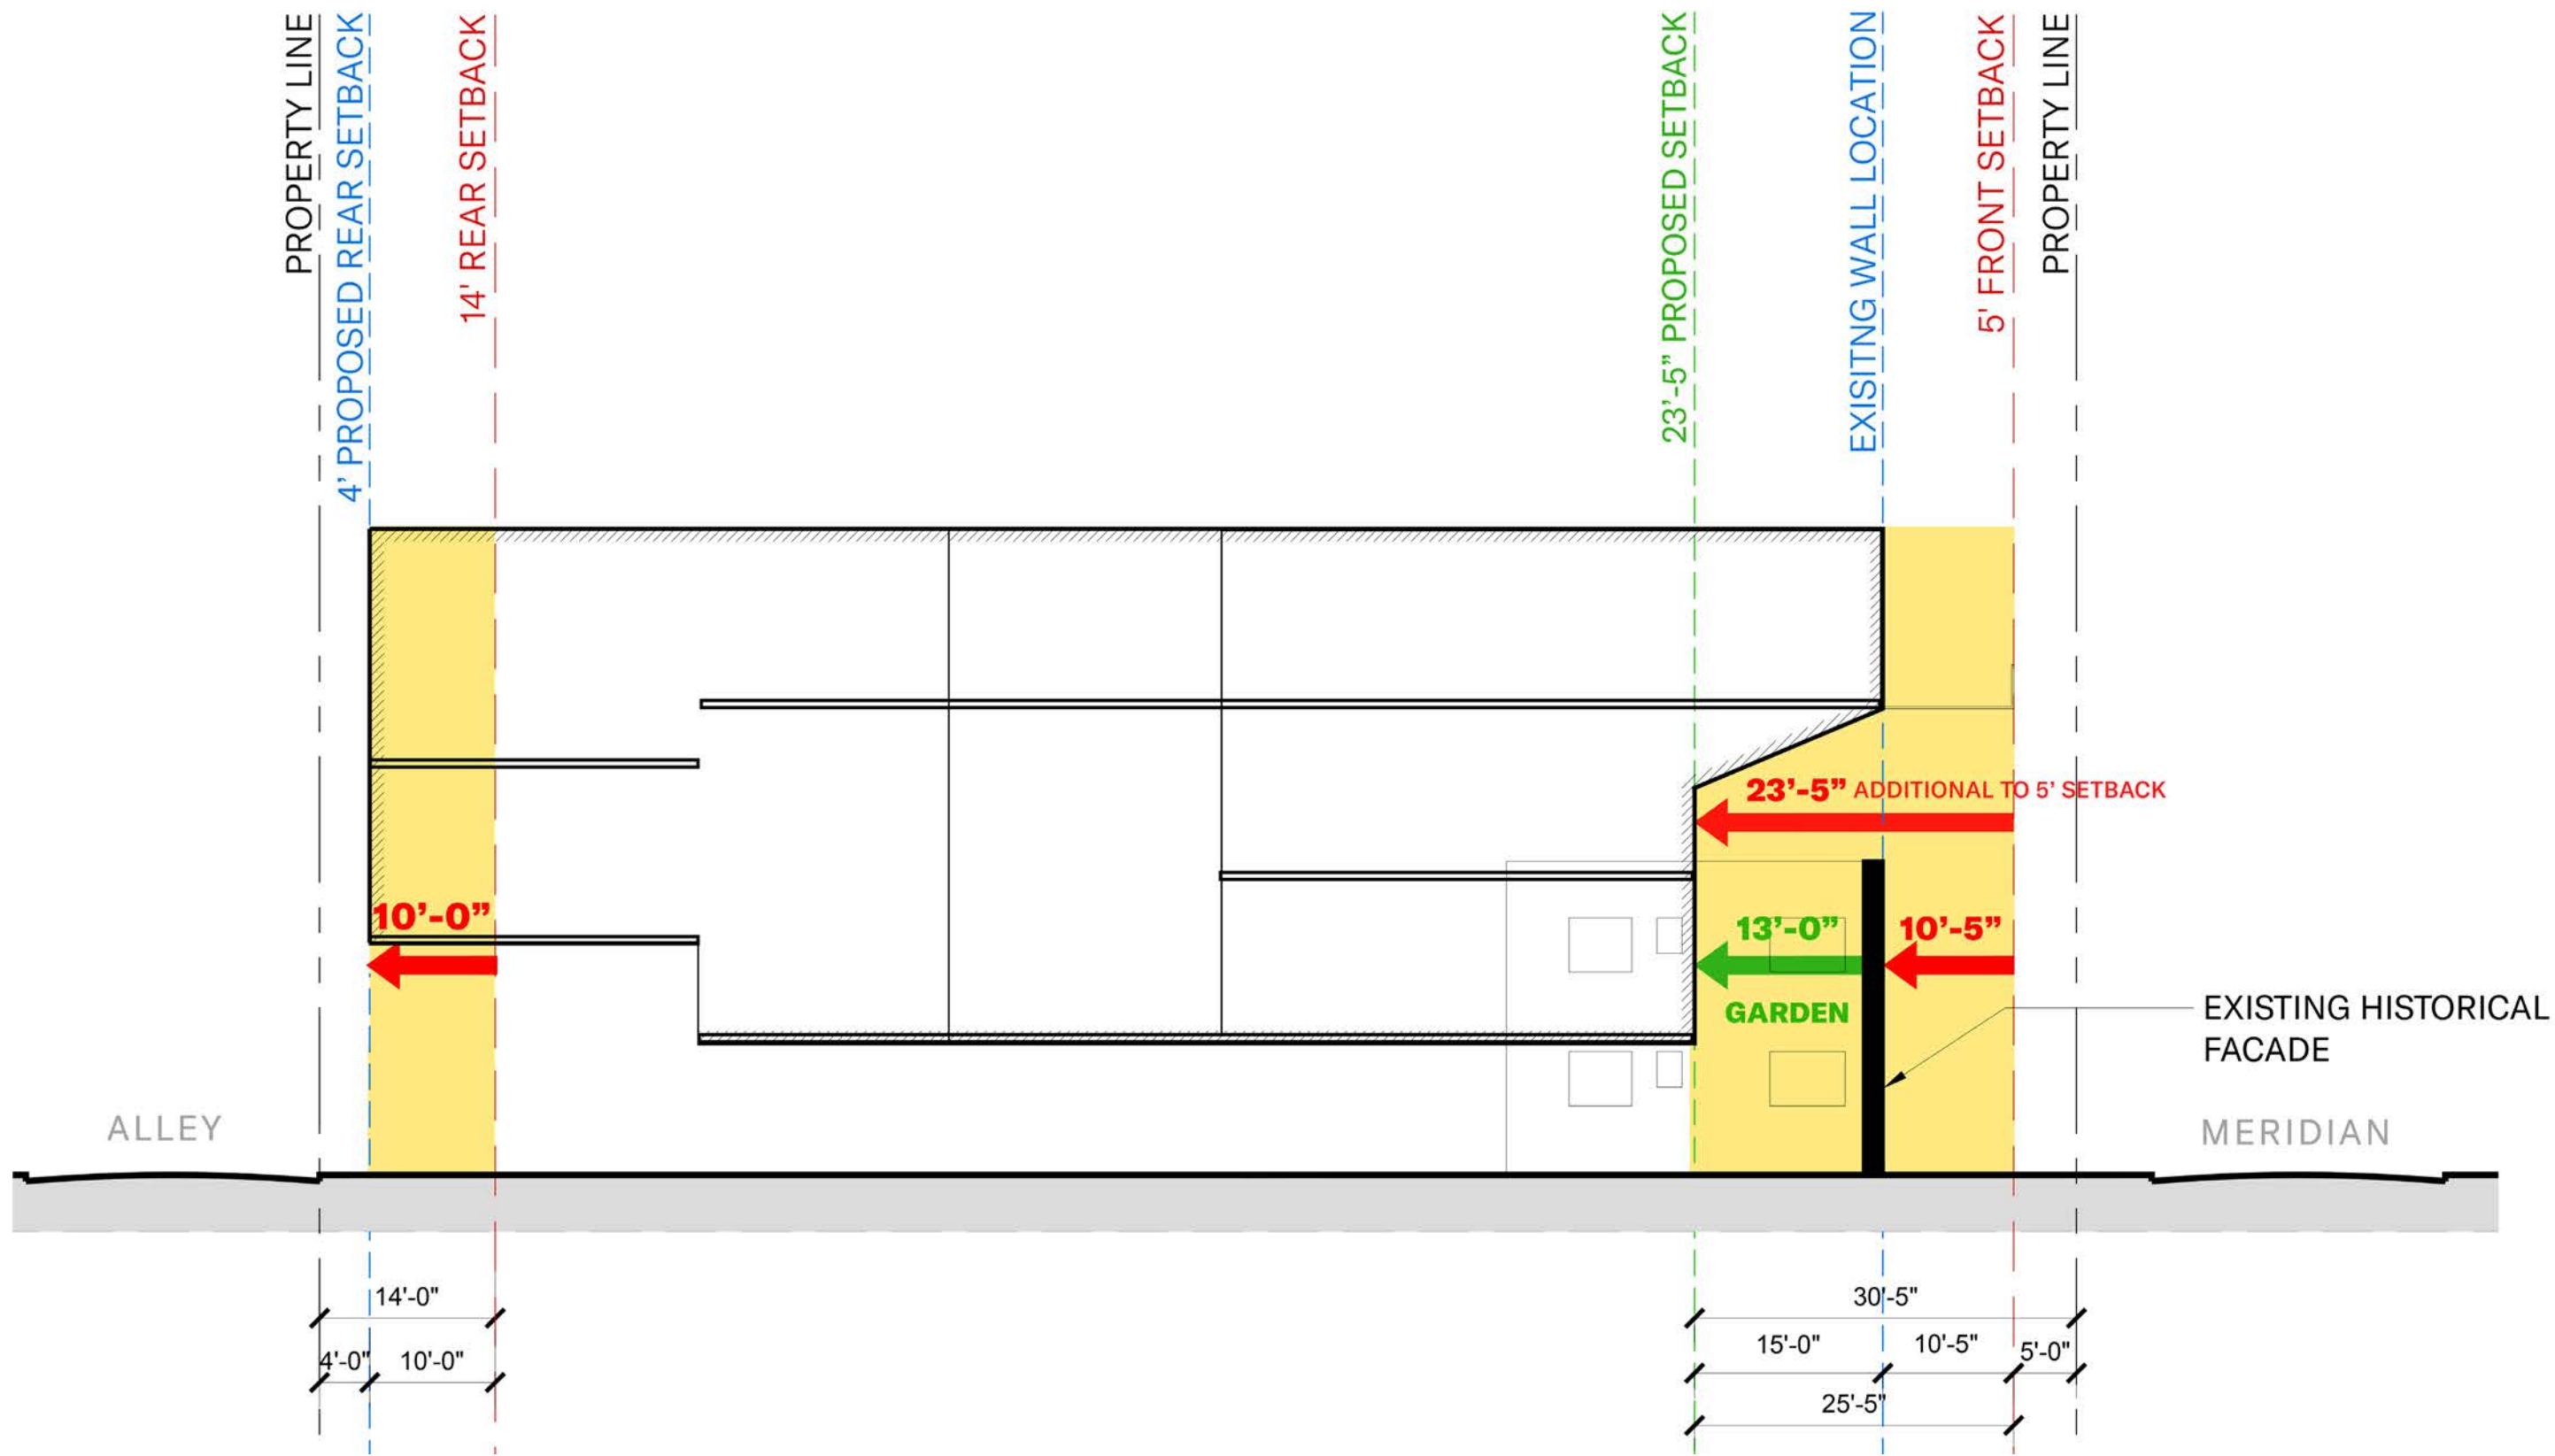 PROPERTY LINE
4' PROPOSED REAR SETBACK
14' REAR SETBACK
23'-5” PROPOSED SETBACK
EXISITNG WALL LOCATION
5' FRONT SETBACK
PROPERTY LINE
23’-5” ADDITIONAL TO 5’ SETBACK
10’-0”
13’-0”
10’-5”
GARDEN
EXISTING HISTORICAL
FACADE
ALLEY
MERIDIAN
14'-0"
30'-5"
4'-0"
10'-0"
15'-0"
10'-5"
5'-0"
25'-5"